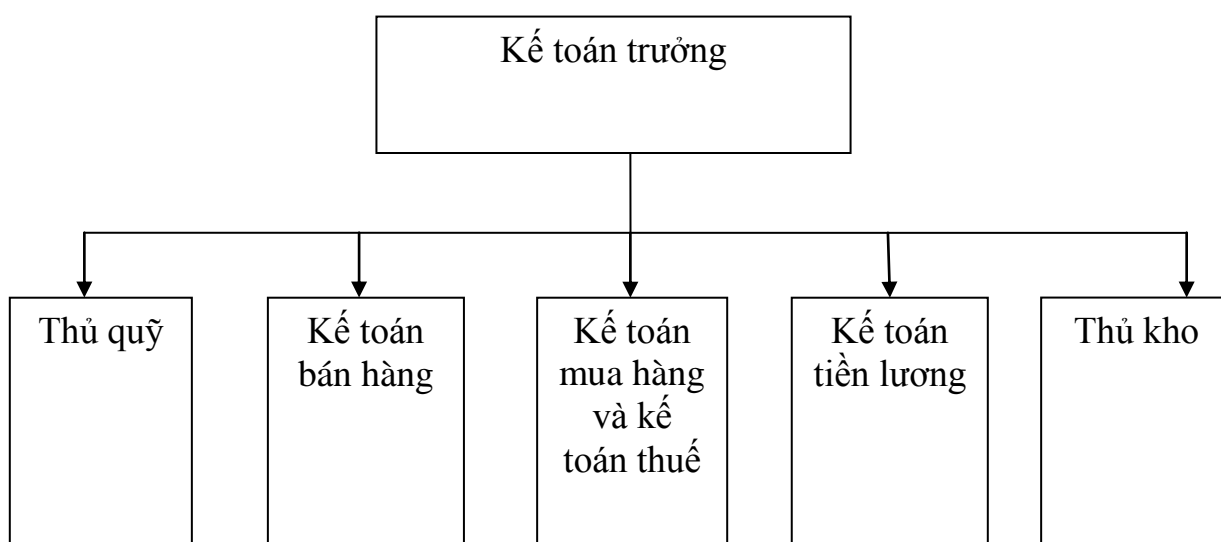 Kế toán trưởng
Thủ quỹ
Kế toán
bán hàng
Kế toán
mua hàng
và kế
toán thuế
Kế toán
tiền lương
Thủ kho